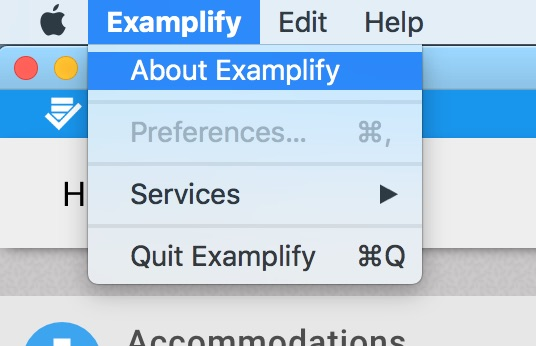 Examplify Edit Help
About Examplify
Preferences... ⌘,
Services ▶
H
Quit Examplify ⌘Q
Accommodations